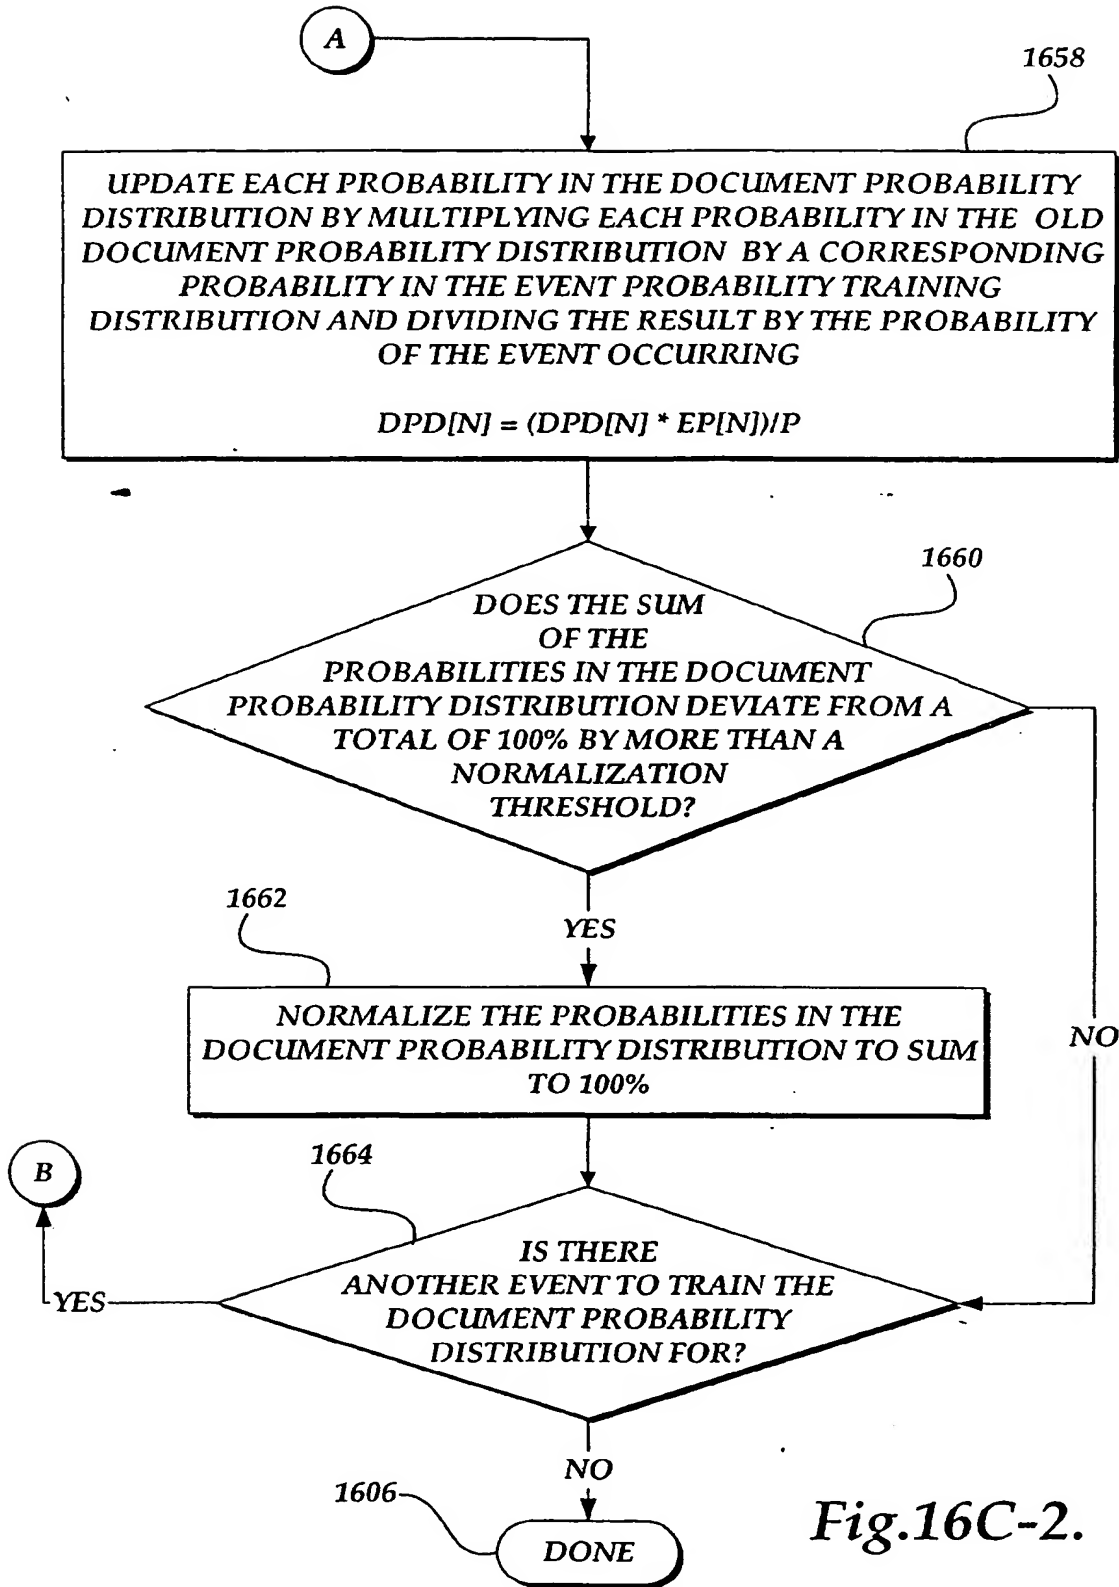 A
1658
UPDATE EACH PROBABILITY IN THE DOCUMENT PROBABILITY
DISTRIBUTION BY MULTIPLYING EACH PROBABILITY IN THE OLD
DOCUMENT PROBABILITY DISTRIBUTION BY A CORRESPONDING
PROBABILITY IN THE EVENT PROBABILITY TRAINING
DISTRIBUTION AND DIVIDING THE RESULT BY THE PROBABILITY
OF THE EVENT OCCURRING
DPD[N] = (DPD[N] * EP[N])/P
1660
DOES THE SUM
OF THE
PROBABILITIES IN THE DOCUMENT
PROBABILITY DISTRIBUTION DEVIATE FROM A
TOTAL OF 100% BY MORE THAN A
NORMALIZATION
THRESHOLD?
1662
YES
NORMALIZE THE PROBABILITIES IN THE
DOCUMENT PROBABILITY DISTRIBUTION TO SUM
TO 100%
NO
1664
B
IS THERE
ANOTHER EVENT TO TRAIN THE
DOCUMENT PROBABILITY
DISTRIBUTION FOR?
YES
NO
1606
DONE
Fig.16C-2.